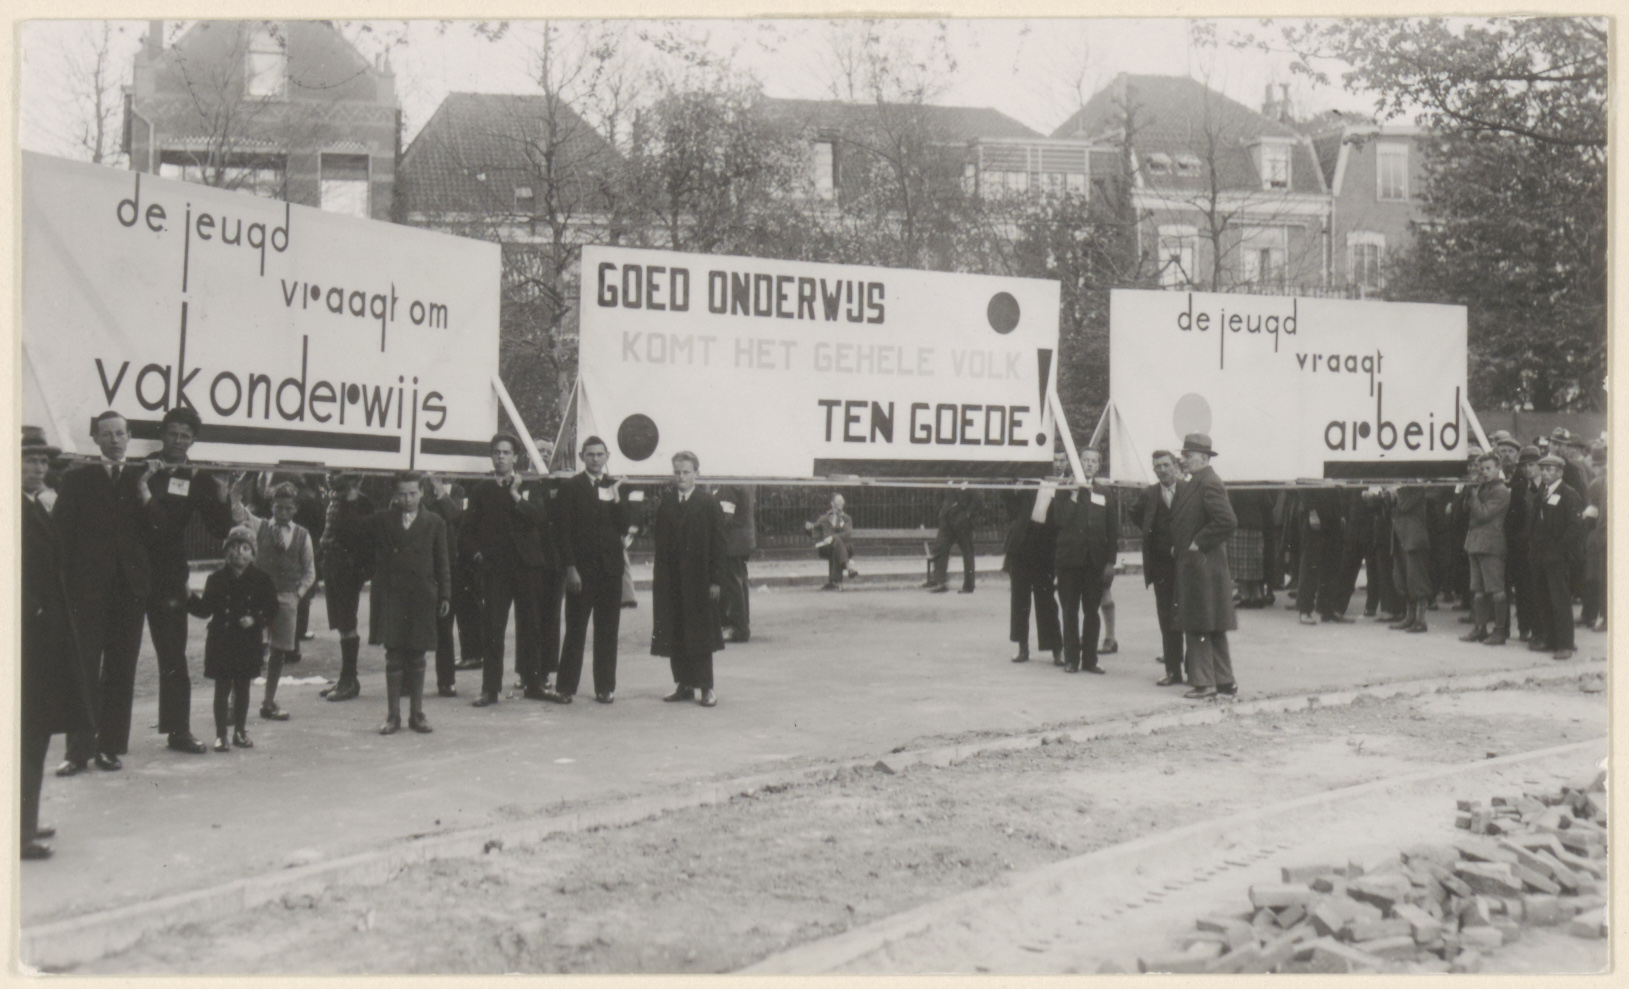 de jeugd
vraagt om
vakonderwijs
GOED ONDERWIJS
KOMT HET GEHELE VOLK
TEN GOEDE!
de jeugd
vraagt
arbeid